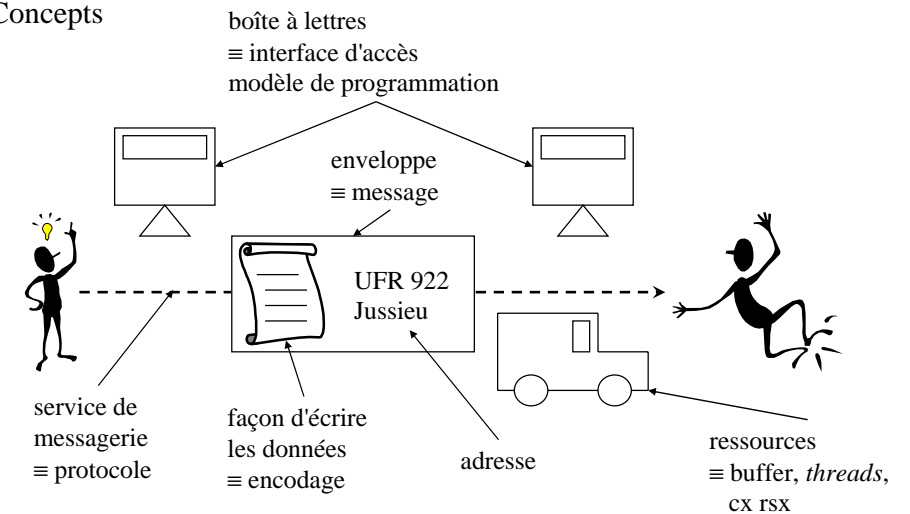 Concepts
boîte à lettres
≡ interface d'accès
modèle de programmation
enveloppe
≡ message
UFR 922
Jussieu
service de
messagerie
≡ protocole
façon d'écrire
les données
≡ encodage
adresse
ressources
≡ buffer, threads,
cx rsx